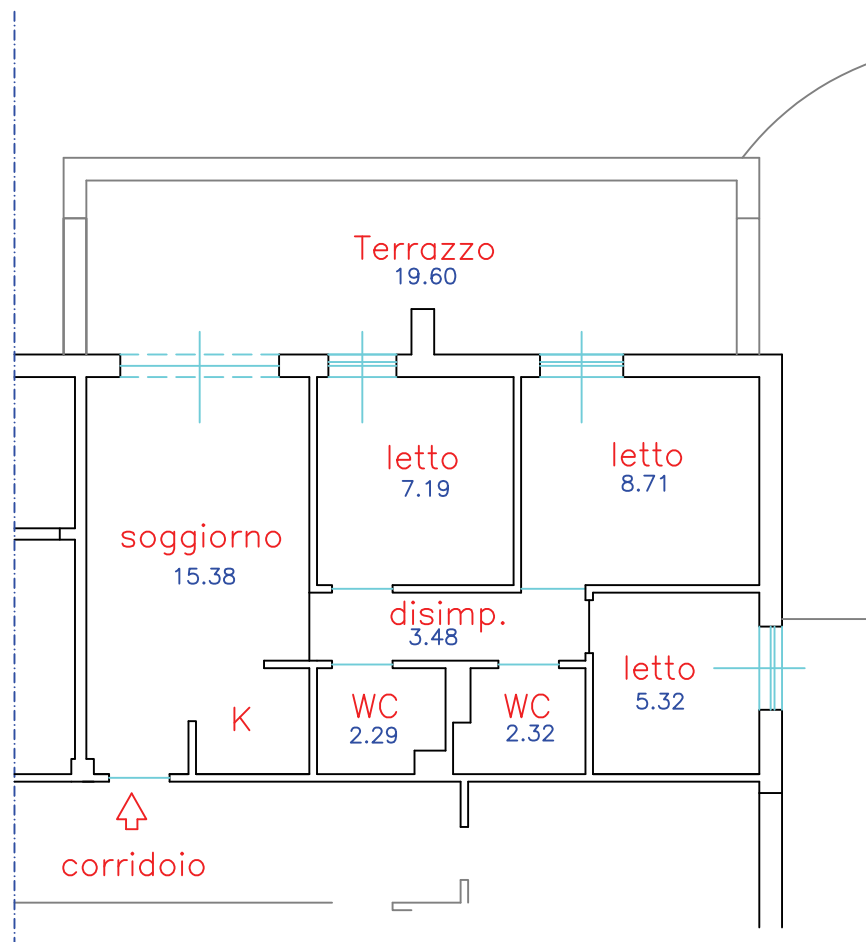 Terrazzo
19.60
letto
7.19
letto
8.71
soggiorno
15.38
disimp.
3.48
letto
5.32
K
WC
2.29
WC
2.32
corridoio